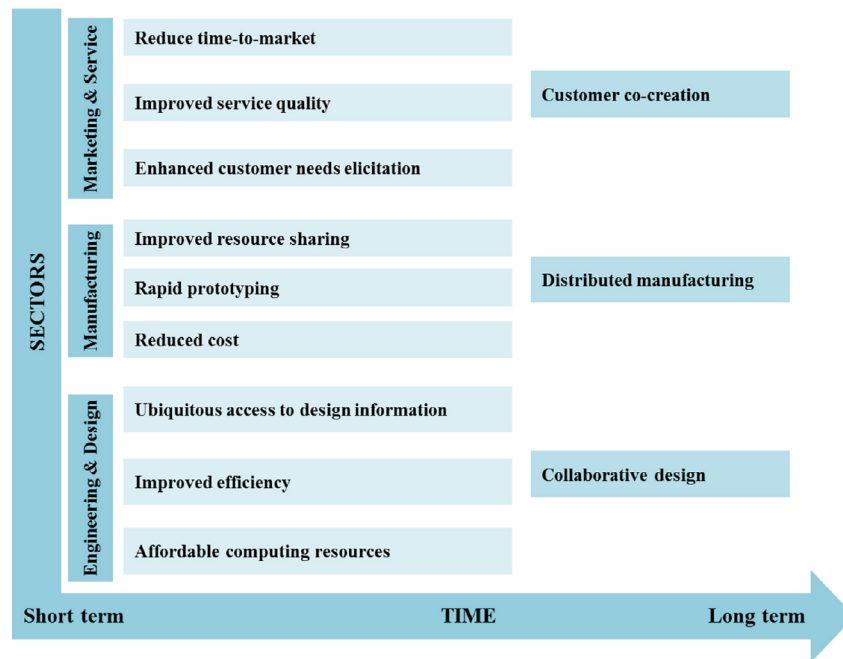 SECTORS
Marketing & Service
Reduce time-to-market
Improved service quality
Enhanced customer needs elicitation
Customer co-creation
Manufacturing
Improved resource sharing
Rapid prototyping
Reduced cost
Distributed manufacturing
Engineering & Design
Ubiquitous access to design information
Improved efficiency
Affordable computing resources
Collaborative design
Short term
TIME
Long term